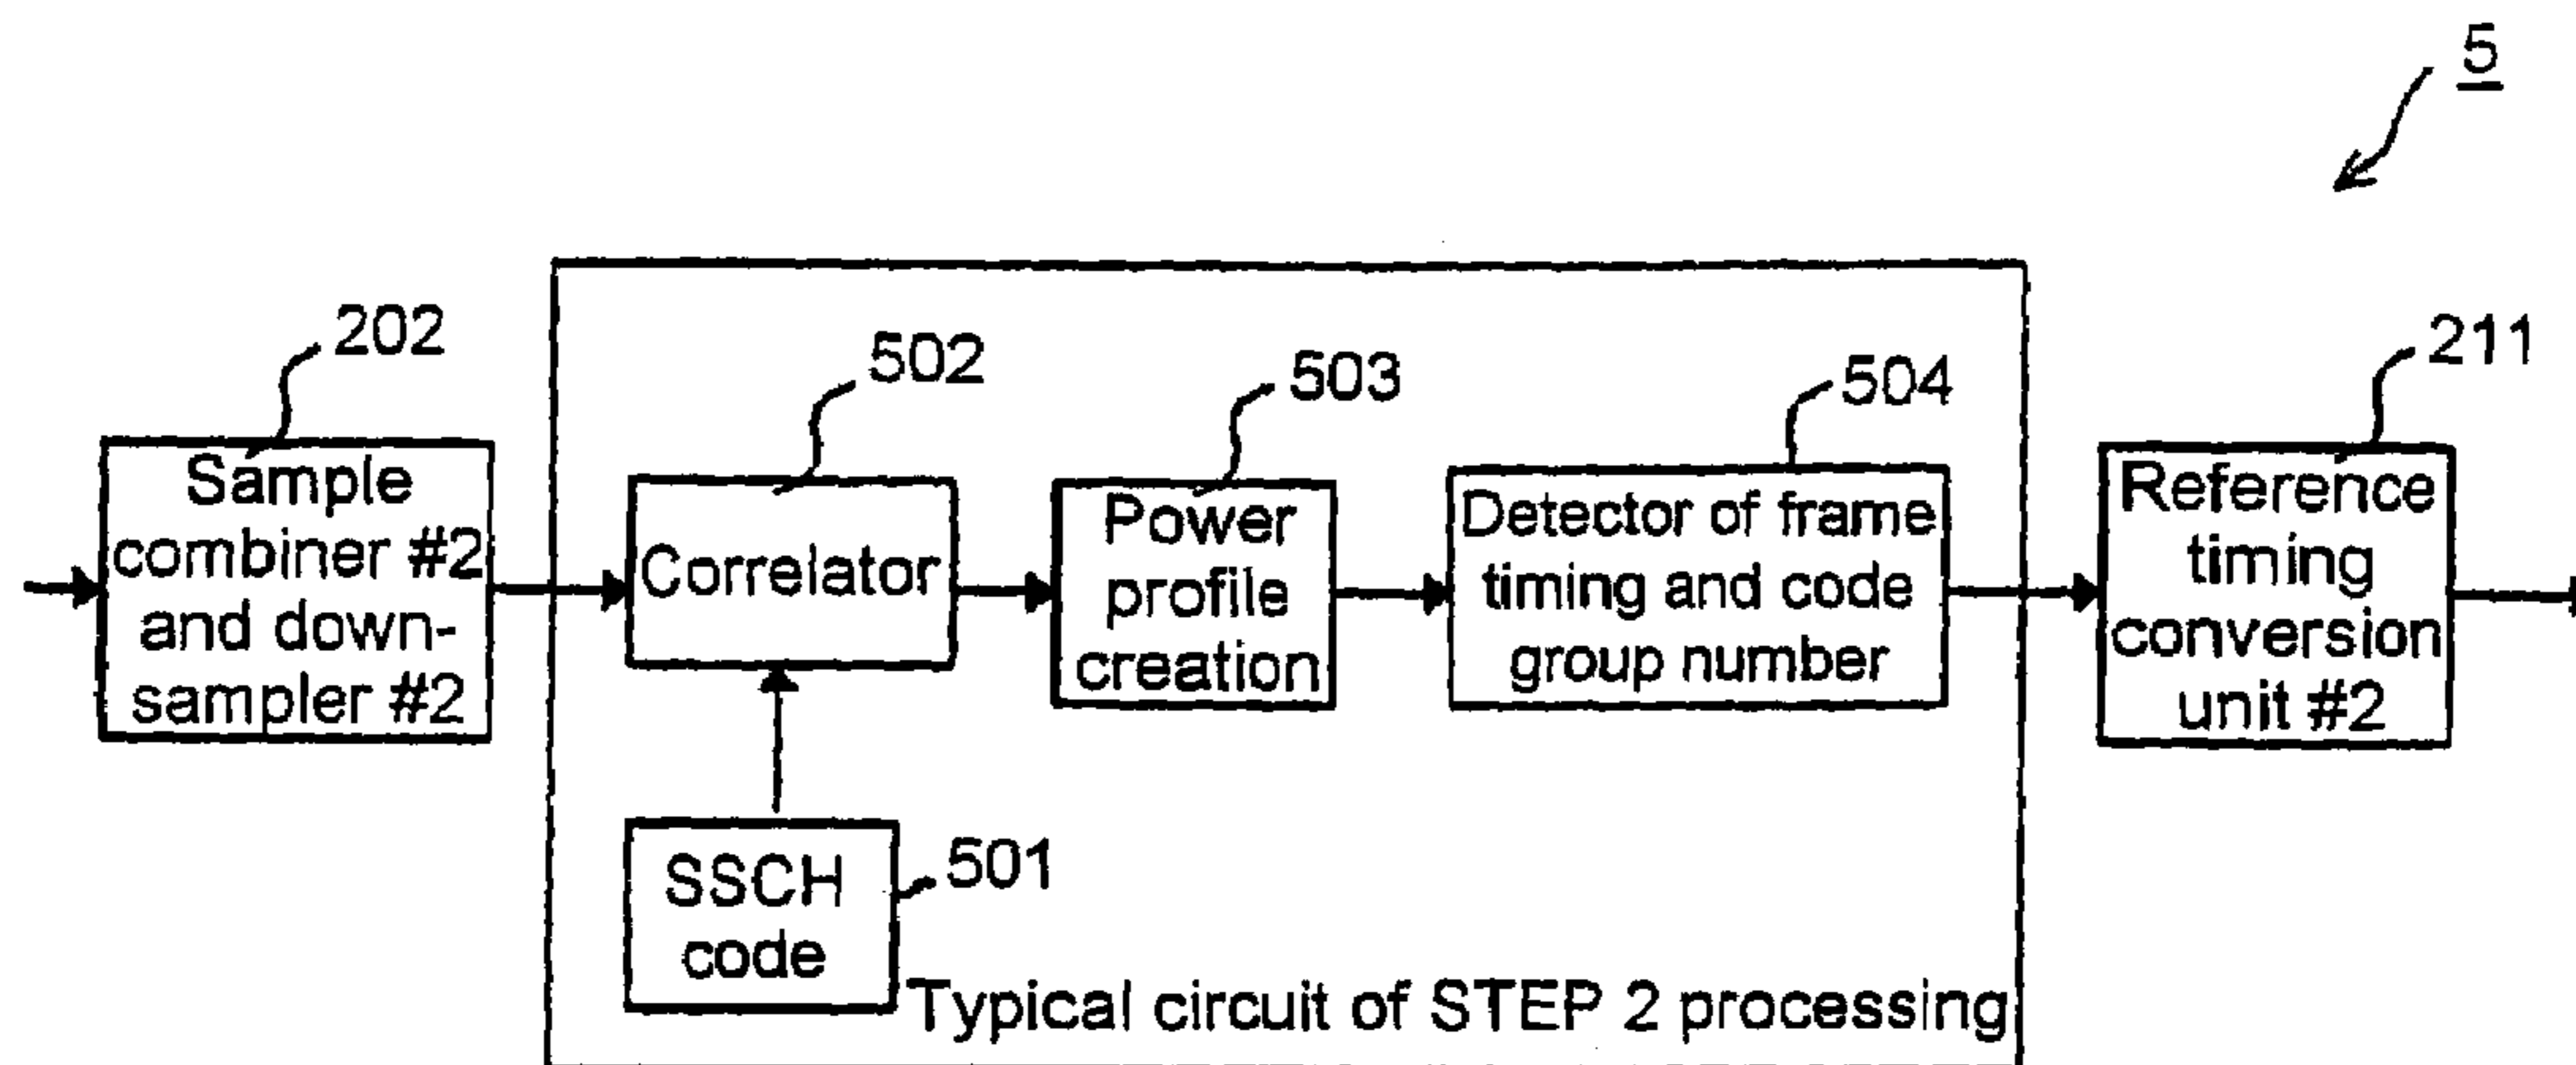 5
202
Sample
combiner #2
and down-
sampler #2
502
Correlator
503
Power
profile
creation
504
Detector of frame
timing and code
group number
211
Reference
timing
conversion
unit #2
SSCH
code
501
Typical circuit of STEP 2 processing